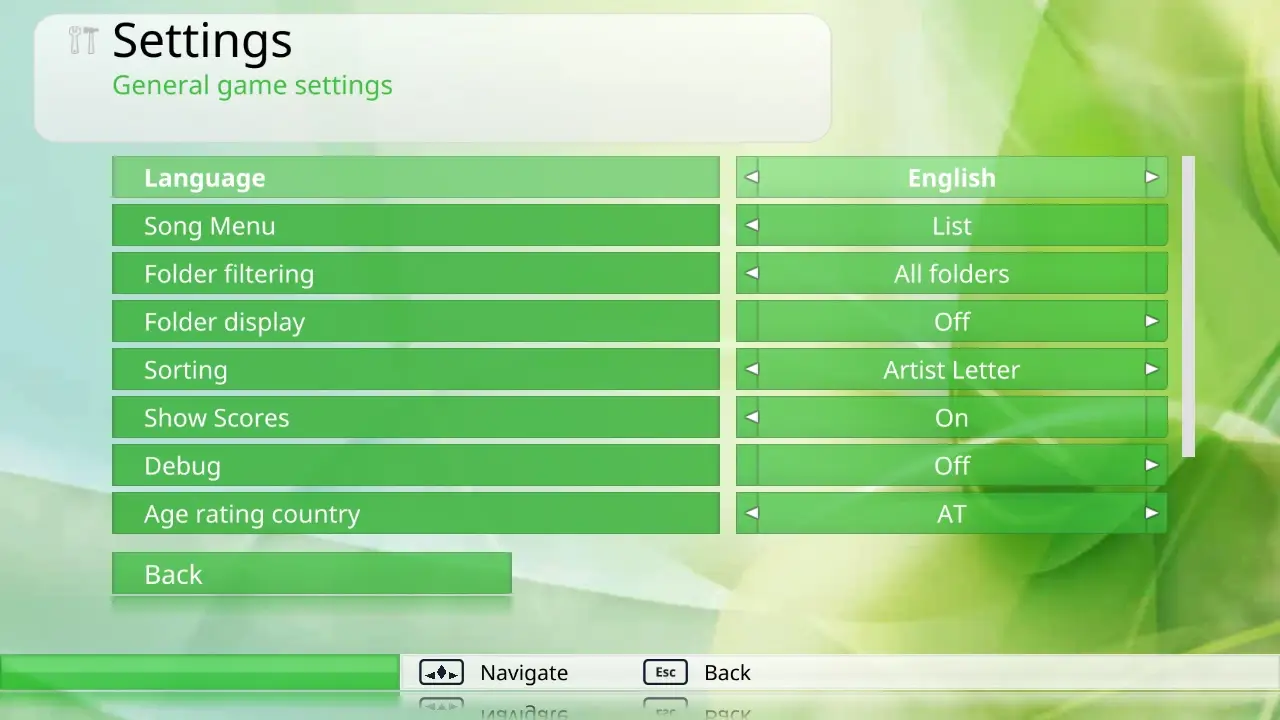 Settings
General game settings
Language English
Song Menu List
Folder filtering All folders
Folder display Off
Sorting Artist Letter
Show Scores On
Debug Off
Age rating country AT
Back
Navigate Esc Back